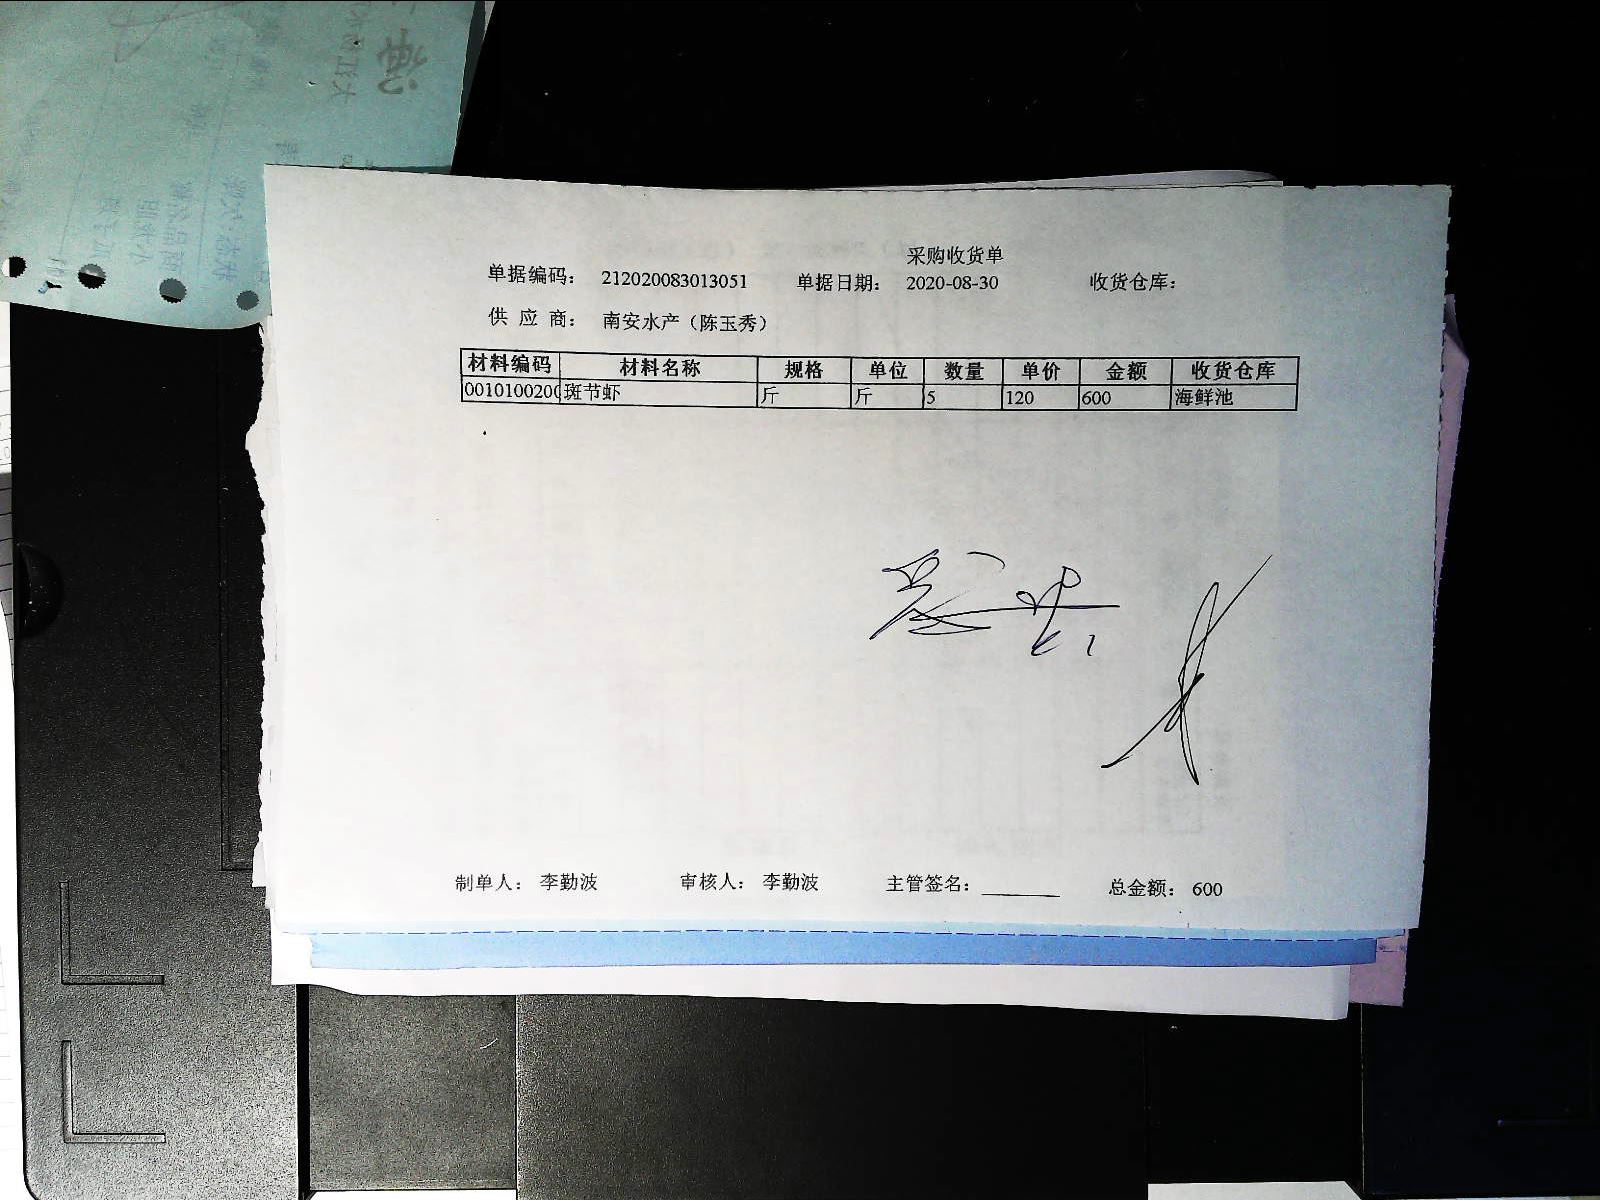 采购收货单
单据编码： 212020083013051 单据日期： 2020-08-30 收货仓库：
供 应 商： 南安水产（陈玉秀）
材料编码 材料名称 规格 单位 数量 单价 金额 收货仓库
0010100200 斑节虾 斤 斤 5 120 600 海鲜池
制单人： 李勤波 审核人： 李勤波 主管签名： 总金额： 600